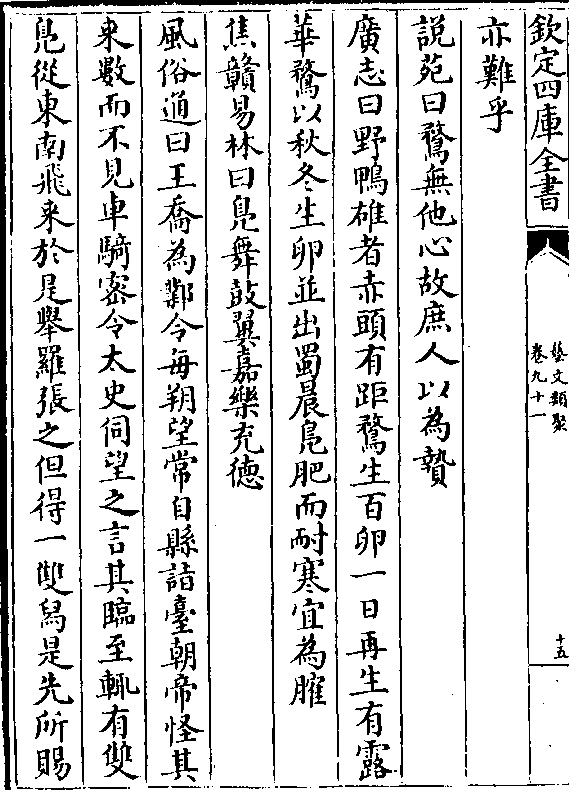 欽定四庫全書
藝文類聚
卷九十一
十五
亦難乎
說苑曰鶩無他心故庶人以為贄
廣志曰野鴨雄者赤頭有距鶩生百卵一日再生有露
華鶩以秋冬生卵並出蜀晨鳧肥而耐寒宜為臛
焦贛易林曰鳧舞鼓翼嘉樂充德
風俗通曰王喬為鄴令每朔望常自縣詣臺朝帝怪其
来數而不見車騎密令太史伺望之言其臨至輒有雙
鳧從東南飛来於是舉羅張之但得一雙舄是先所賜